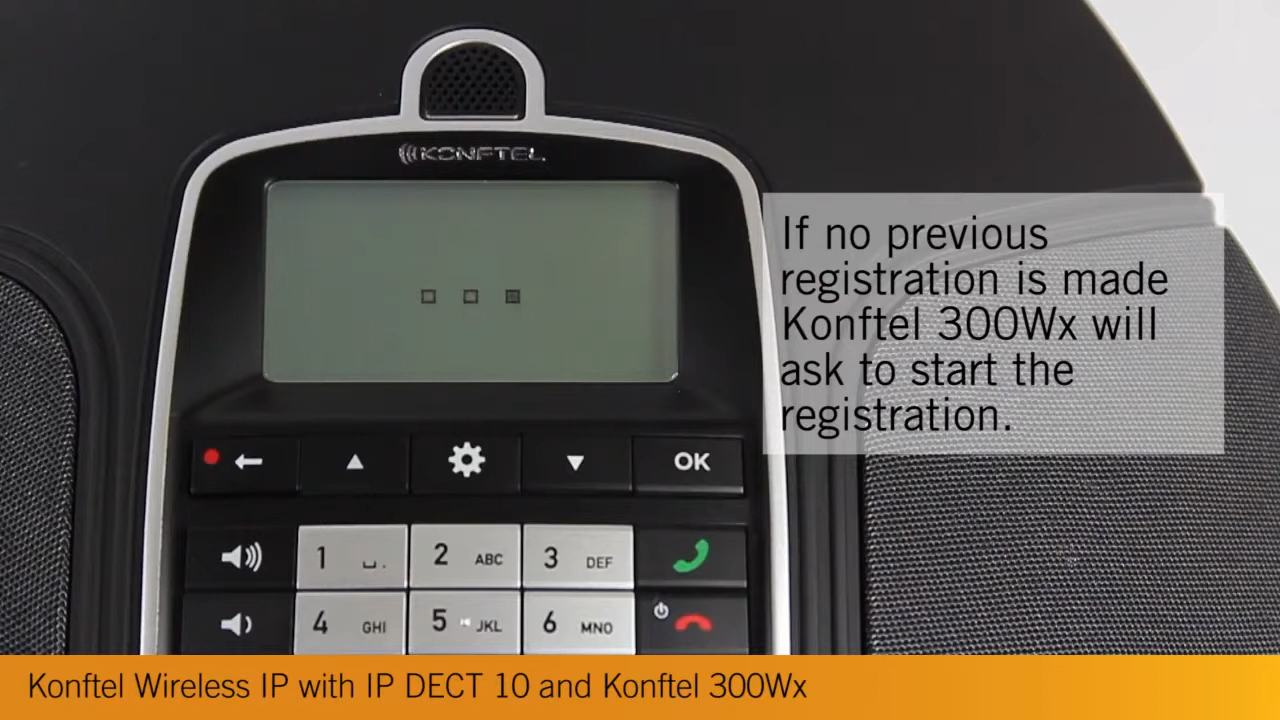 KONFTEL
If no previous
registration is made
Konftel 300Wx will
ask to start the
registration.
OK
1
2 ABC
3 DEF
4 GHI
5 JKL
6 MNO
Konftel Wireless IP with IP DECT 10 and Konftel 300Wx